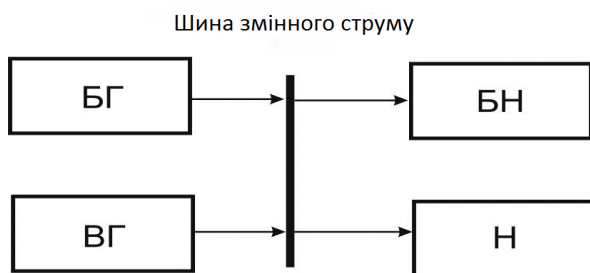 Шина змінного струму
БГ
БН
ВГ
Н